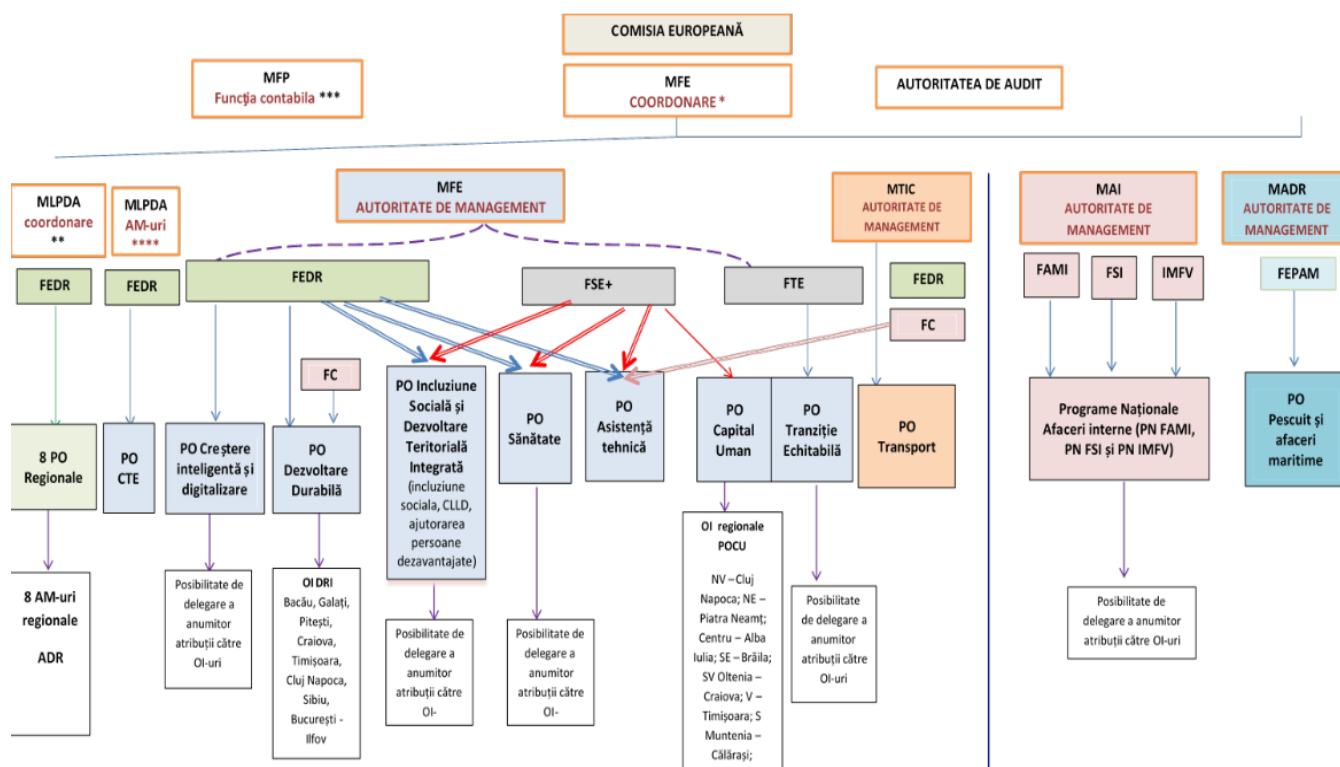 COMISIA EUROPEANĂ
MFP
Funcția contabila ***
MFE
COORDONARE *
AUTORITATEA DE AUDIT
MLPDA
coordonare
**
MLPDA
AM-uri
****
MFE
AUTORITATE DE MANAGEMENT
MTIC
AUTORITATE DE
MANAGEMENT
MAI
AUTORITATE DE
MANAGEMENT
MADR
AUTORITATE DE
MANAGEMENT
FEDR
FEDR
FEDR
FSE+
FTE
FEDR
FC
FAMI
FSI
IMFV
FEPAM
FC
8 PO
Regionale
PO
CTE
PO Creștere
inteligentă și
digitalizare
PO
Dezvoltare
Durabilă
PO Incluziune
Socială și
Dezvoltare
Teritorială
Integrată
(incluziune
sociala, CLLD,
ajutorarea
persoane
dezavantajate)
PO
Sănătate
PO
Asistență
tehnică
PO
Capital
Uman
PO
Tranziție
Echitabilă
PO
Transport
Programe Naționale
Afaceri interne (PN FAMI,
PN FSI și PN IMFV)
PO
Pescuit și
afaceri
maritime
8 AM-uri
regionale
ADR
Posibilitate de
delegare a
anumitor
atribuții către
OI-uri
OI DRI
Bacău, Galați,
Pitești,
Craiova,
Timișoara,
Cluj Napoca,
Sibiu,
București -
Ilfov
Posibilitate de
delegare a
anumitor
atribuții către
OI-
Posibilitate de
delegare a
anumitor
atribuții către
OI-
OI regionale
POCU
NV – Cluj
Napoca; NE –
Piatra Neamț;
Centru – Alba
Iulia; SE – Brăila;
SV Oltenia –
Craiova; V –
Timișoara; S
Muntenia –
Călărași;
Posibilitate
de delegare a
anumitor
atribuții către
OI-uri
Posibilitate de
delegare a anumitor
atribuții către OI-uri